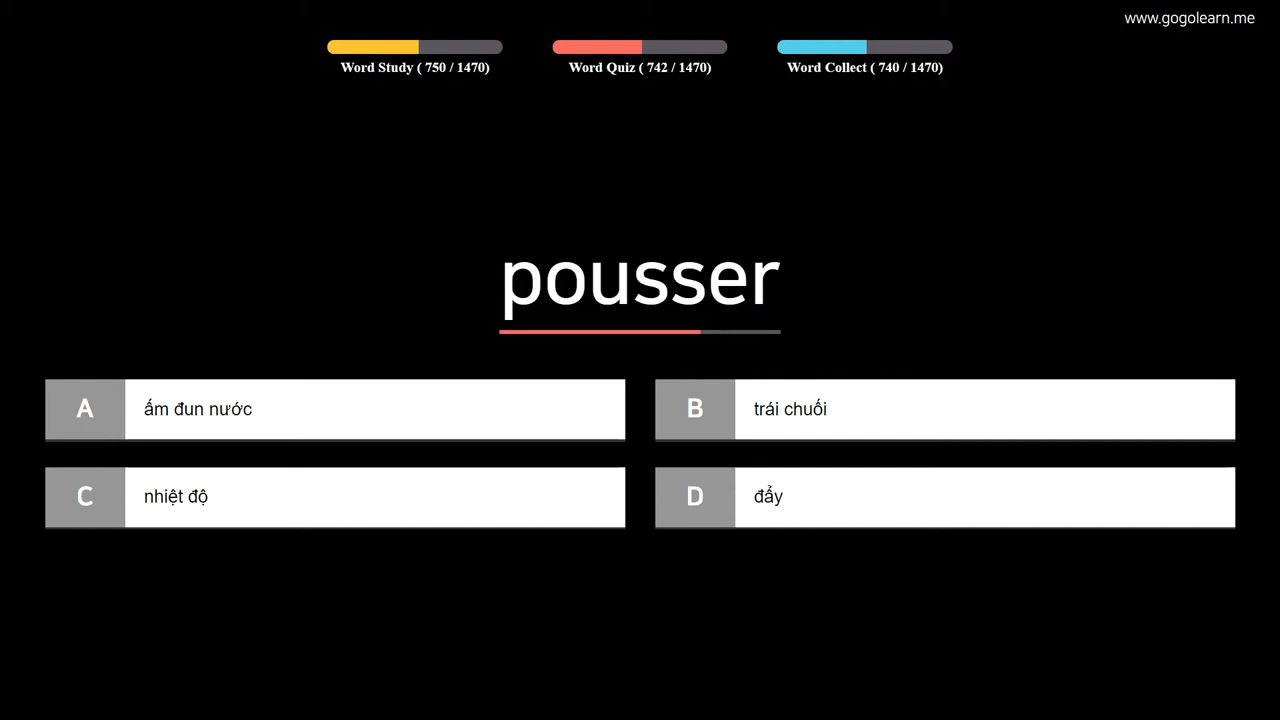 www.gogolearn.me
Word Study ( 750 / 1470)
Word Quiz ( 742 / 1470)
Word Collect ( 740 / 1470)
pousser
A ấm đun nước
B trái chuối
C nhiệt độ
D đẩy